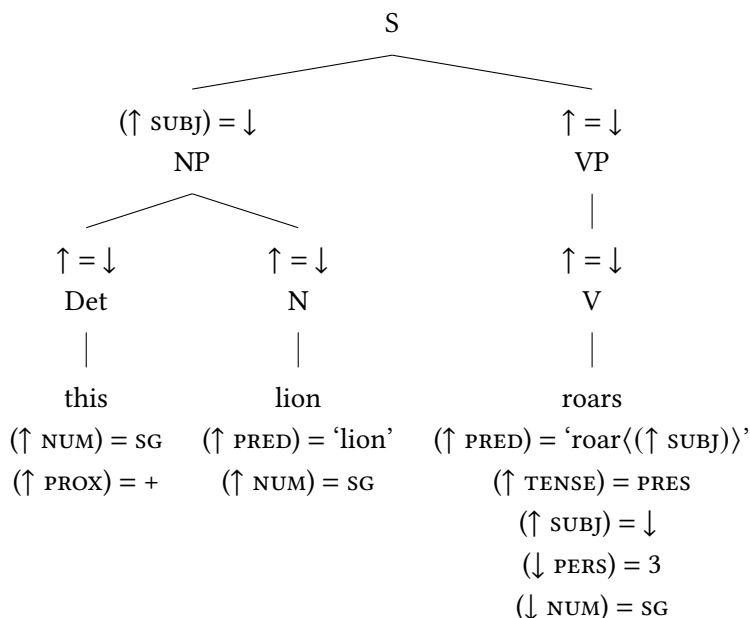 S
(↑ SUBJ) = ↓ ↑ = ↓
NP VP
↑ = ↓ ↑ = ↓ ↑ = ↓
Det N V
this lion roars
(↑ NUM) = SG (↑ PRED) = ‘lion’ (↑ PRED) = ‘roar⟨(↑ SUBJ)⟩’
(↑ PROX) = + (↑ NUM) = SG (↑ TENSE) = PRES
(↑ SUBJ) = ↓
(↓ PERS) = 3
(↓ NUM) = SG